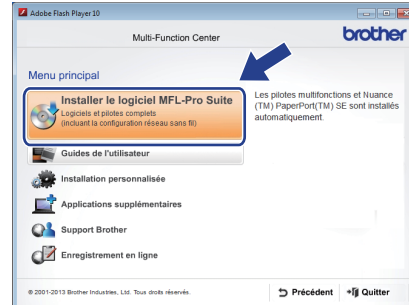 Adobe Flash Player 10
Multi-Function Center
brother
Menu principal
Installer le logiciel MFL-Pro Suite
Logiciels et pilotes complets
(incluant la configuration réseau sans fil)
Les pilotes multifonctions et Nuance
(TM) PaperPort(TM) SE sont installés
automatiquement.
Guides de l'utilisateur
Installation personnalisée
Applications supplémentaires
Support Brother
Enregistrement en ligne
© 2001-2013 Brother Industries, Ltd. Tous droits réservés.
Précédent
Quitter